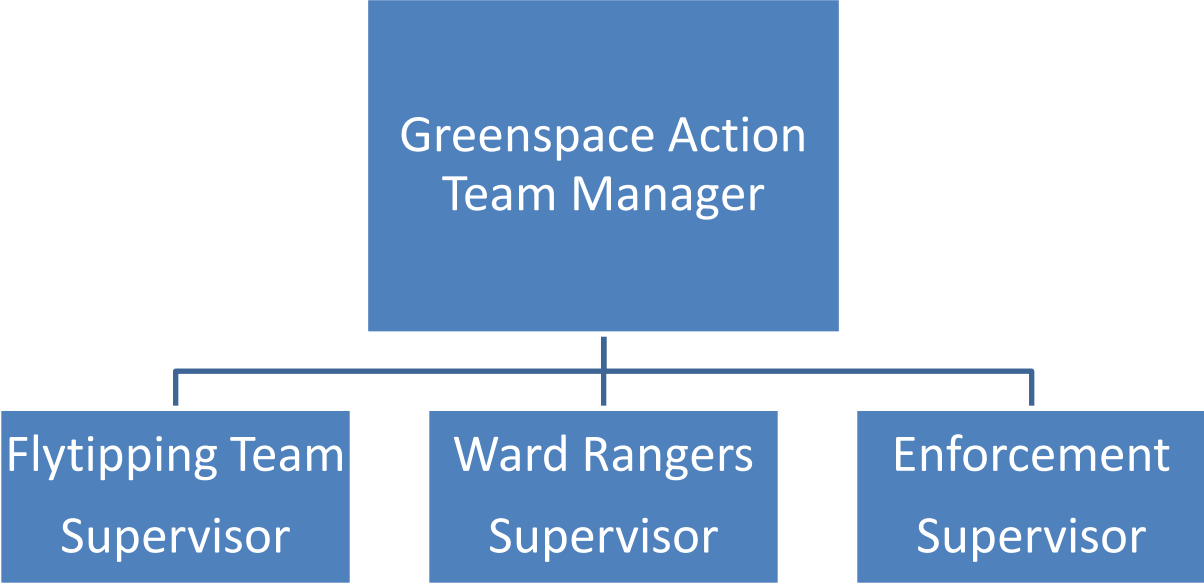 Greenspace Action
Team Manager
Flytipping Team
Supervisor
Ward Rangers
Supervisor
Enforcement
Supervisor